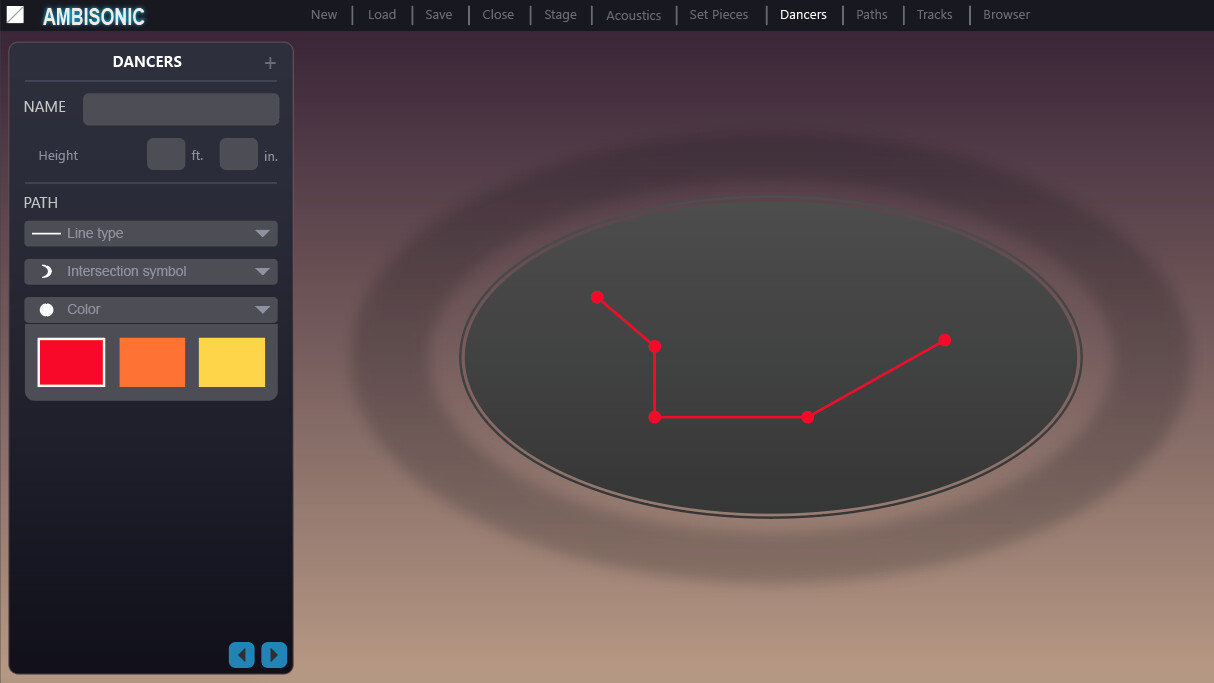 AMBISONIC
New | Load | Save | Close | Stage | Acoustics | Set Pieces | Dancers | Paths | Tracks | Browser
DANCERS +
NAME
Height ft. in.
PATH
Line type
Intersection symbol
Color